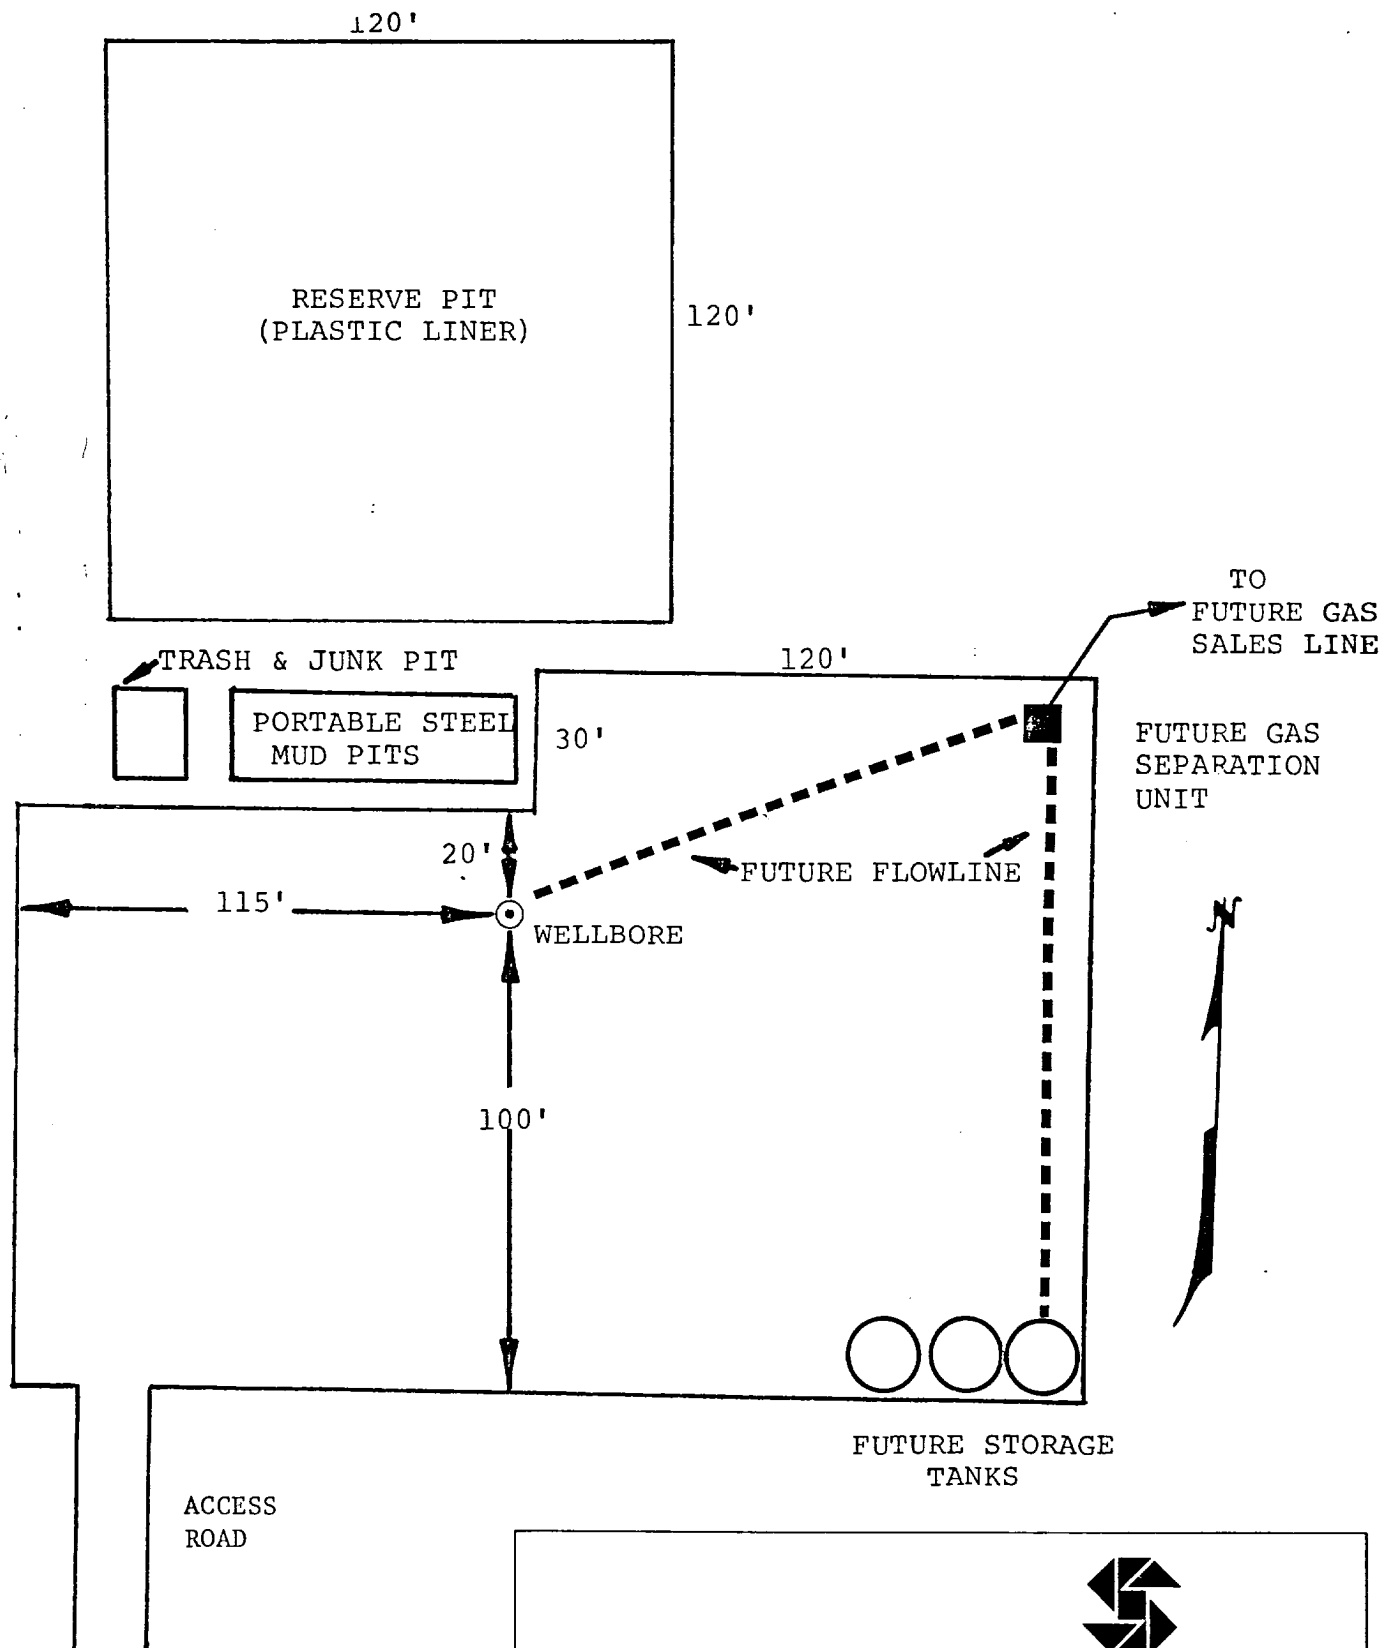 120'
RESERVE PIT
(PLASTIC LINER)
120'
TO
FUTURE GAS
SALES LINE
TRASH & JUNK PIT
120'
PORTABLE STEEL
MUD PITS
30'
FUTURE GAS
SEPARATION
UNIT
20'
FUTURE FLOWLINE
115'
WELLBORE
N
100'
FUTURE STORAGE
TANKS
ACCESS
ROAD